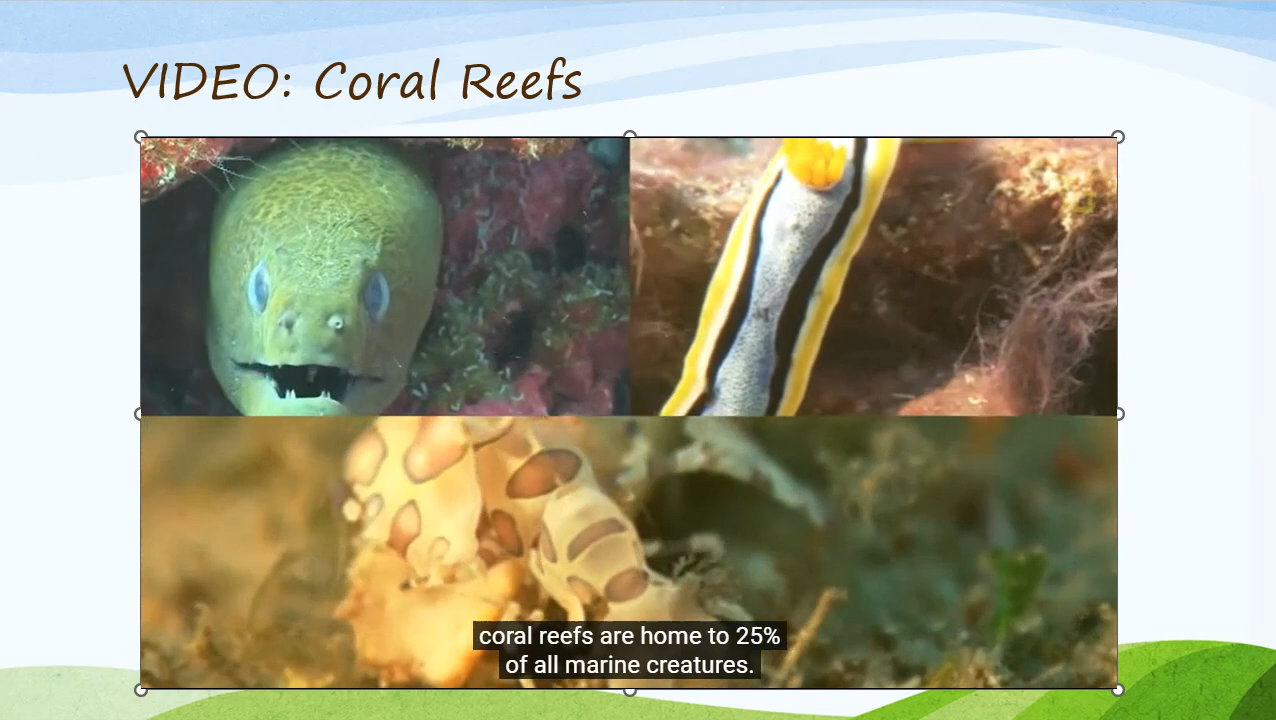 VIDEO: Coral Reefs
coral reefs are home to 25%
of all marine creatures.